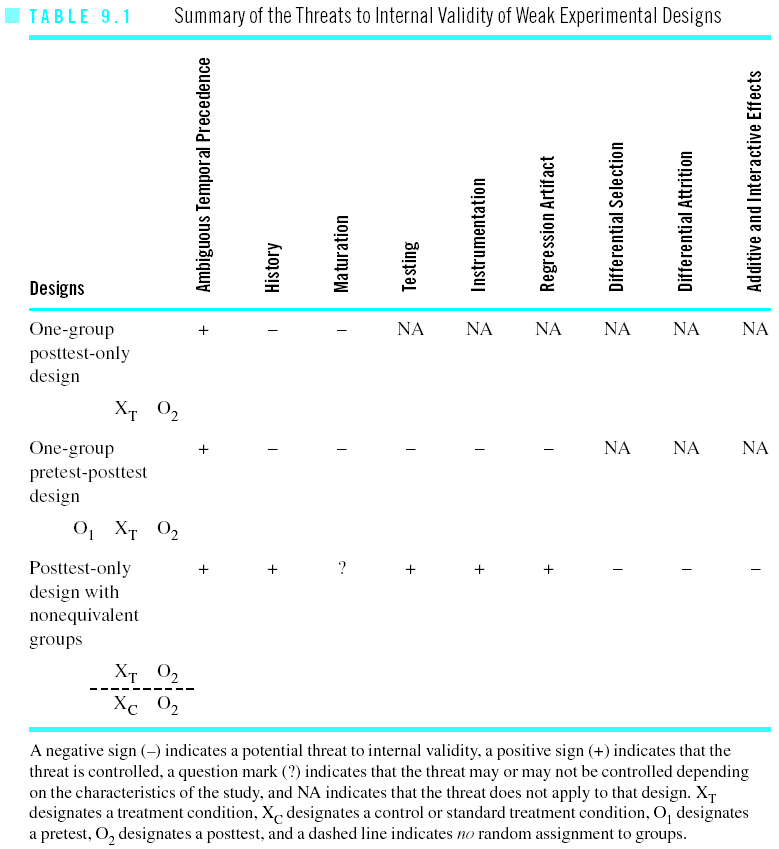 TABLE 9.1 Summary of the Threats to Internal Validity of Weak Experimental Designs
Designs Ambiguous Temporal Precedence History Maturation Testing Instrumentation Regression Artifact Differential Selection Differential Attrition Additive and Interactive Effects
One-group + – – NA NA NA NA NA NA
posttest-only
design
X_T O_2
One-group + – – – – – NA NA NA
pretest-posttest
design
O_1 X_T O_2
Posttest-only + + ? + + + – – –
design with
nonequivalent
groups
X_T O_2
X_C O_2
A negative sign (–) indicates a potential threat to internal validity, a positive sign (+) indicates that the
threat is controlled, a question mark (?) indicates that the threat may or may not be controlled depending
on the characteristics of the study, and NA indicates that the threat does not apply to that design. X_T
designates a treatment condition, X_C designates a control or standard treatment condition, O_1 designates
a pretest, O_2 designates a posttest, and a dashed line indicates no random assignment to groups.